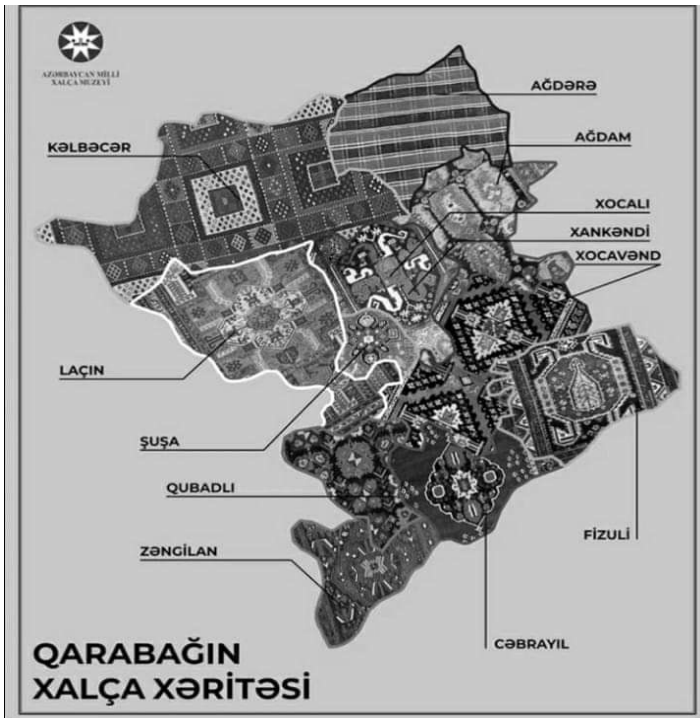 AZƏRBAYCAN MİLLİ
XALÇA MUZEYİ
AĞDƏRƏ
AĞDAM
KƏLBƏCƏR
XOCALI
XANKƏNDİ
XOCAVƏND
LAÇIN
ŞUŞA
QUBADLI
FİZULİ
ZƏNGİLAN
CƏBRAYIL
QARABAĞIN
XALÇA XƏRİTƏSİ